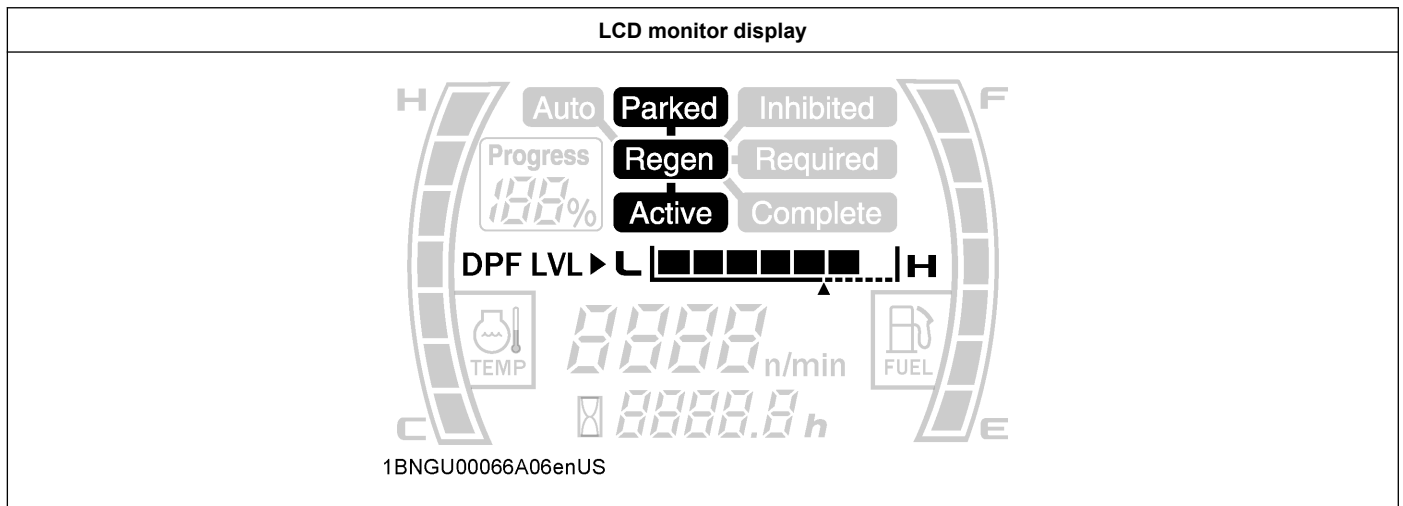 LCD monitor display
H Auto Parked Inhibited F
Progress Regen Required
188% Active Complete
DPF LVL L H
TEMP 8888 n/min FUEL
C 8888.8 h E
1BNGU00066A06enUS